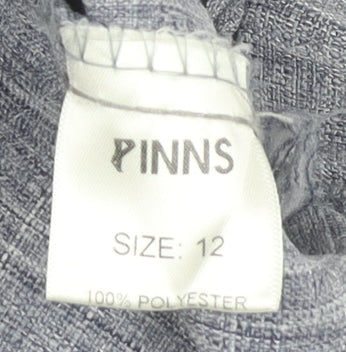 PINNS
SIZE: 12
100% POLYESTER